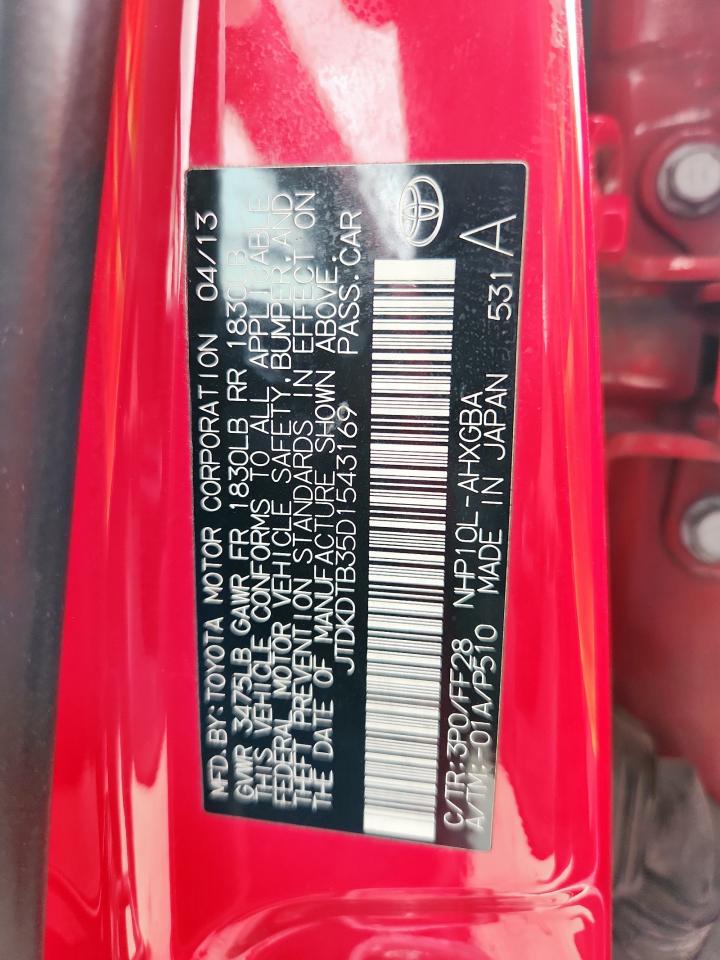 MFD.BY:TOYOTA MOTOR CORPORATION 04/13
GVWR 3475LB GAWR FR 1830LB RR 1830LB
THIS VEHICLE CONFORMS TO ALL APPLICABLE
FEDERAL MOTOR VEHICLE SAFETY,BUMPER,AND
THEFT PREVENTION STANDARDS IN EFFECT ON
THE DATE OF MANUFACTURE SHOWN ABOVE.
JTDKDTB35D1543169 PASS.CAR
C/TR:3P0/FF28 NHP10L-AHXGBA
A/TM:-01A/P510 MADE IN JAPAN 531 A